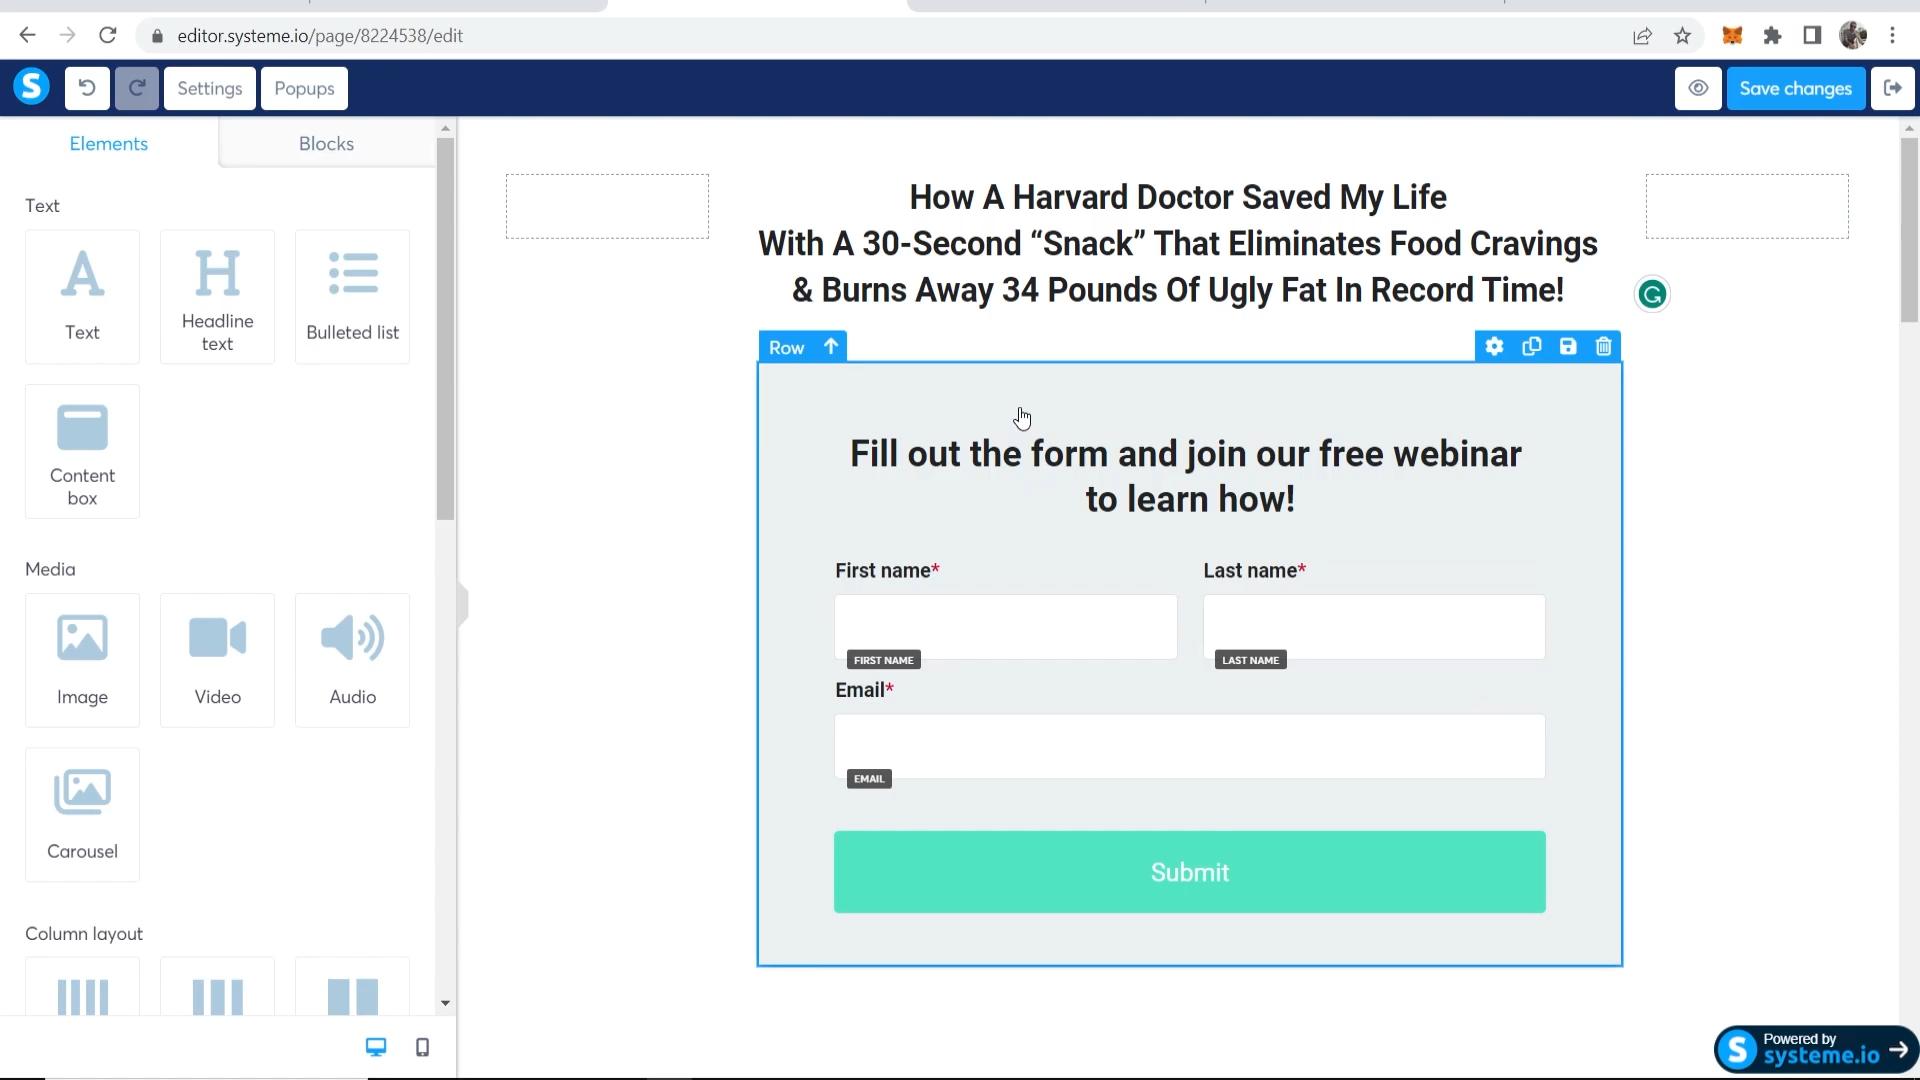 editor.systeme.io/page/8224538/edit
S
Settings
Popups
Save changes
Elements
Blocks
Text
A
Text
H
Headline
text
Bulleted list
Content
box
Media
Image
Video
Audio
Carousel
Column layout
How A Harvard Doctor Saved My Life
With A 30-Second “Snack” That Eliminates Food Cravings
& Burns Away 34 Pounds Of Ugly Fat In Record Time!
Row
Fill out the form and join our free webinar
to learn how!
First name*
Last name*
FIRST NAME
LAST NAME
Email*
EMAIL
Submit
S
Powered by
systeme.io